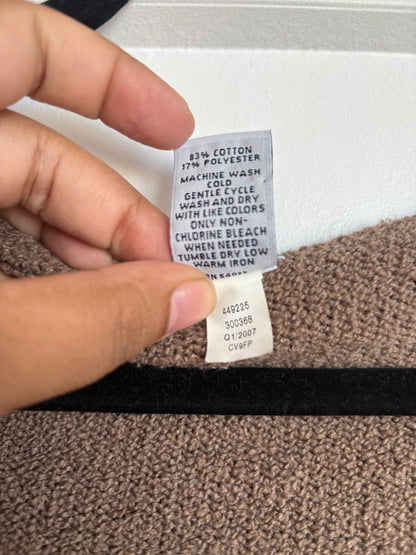 83% COTTON
17% POLYESTER
MACHINE WASH
COLD
GENTLE CYCLE
WASH AND DRY
WITH LIKE COLORS
ONLY NON-
CHLORINE BLEACH
WHEN NEEDED
TUMBLE DRY LOW
WARM IRON
449225
300368
Q1/2007
CV9FP